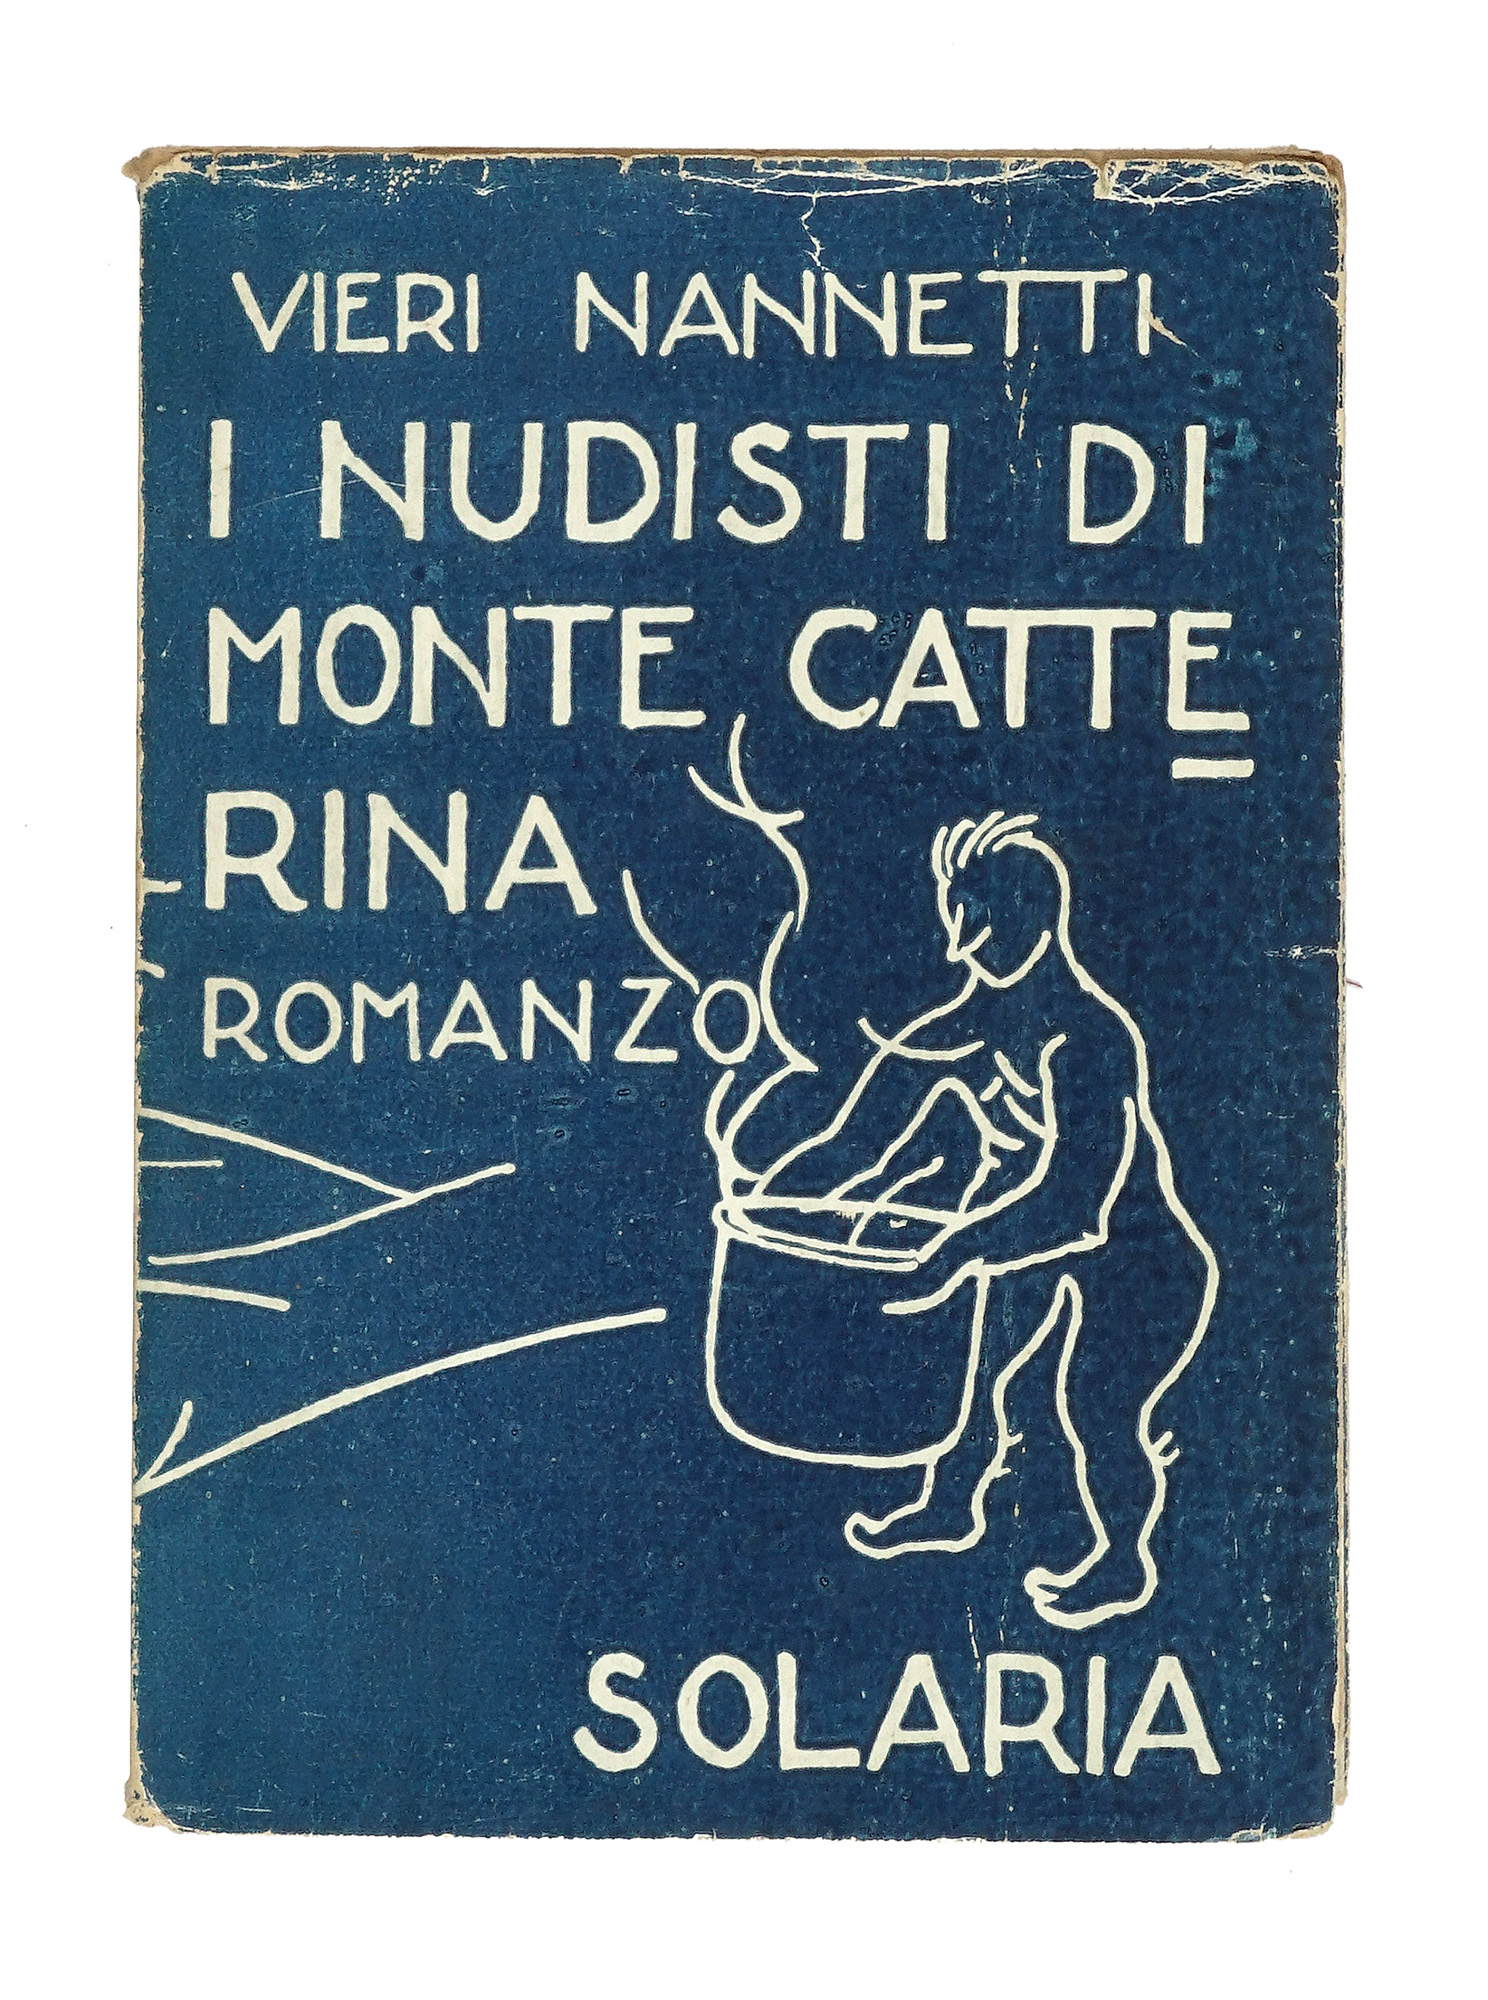 VIERI NANNETTI
I NUDISTI DI
MONTE CATTE=
RINA
ROMANZO
SOLARIA